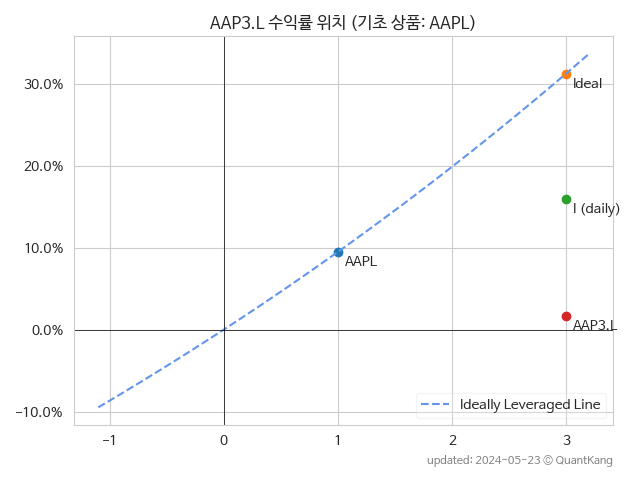 AAP3.L 수익률 위치 (기초 상품: AAPL)
30.0%
20.0%
10.0%
0.0%
−10.0%
Ideal
I (daily)
AAPL
AAP3.L
Ideally Leveraged Line
−1
0
1
2
3
updated: 2024-05-23 © QuantKang